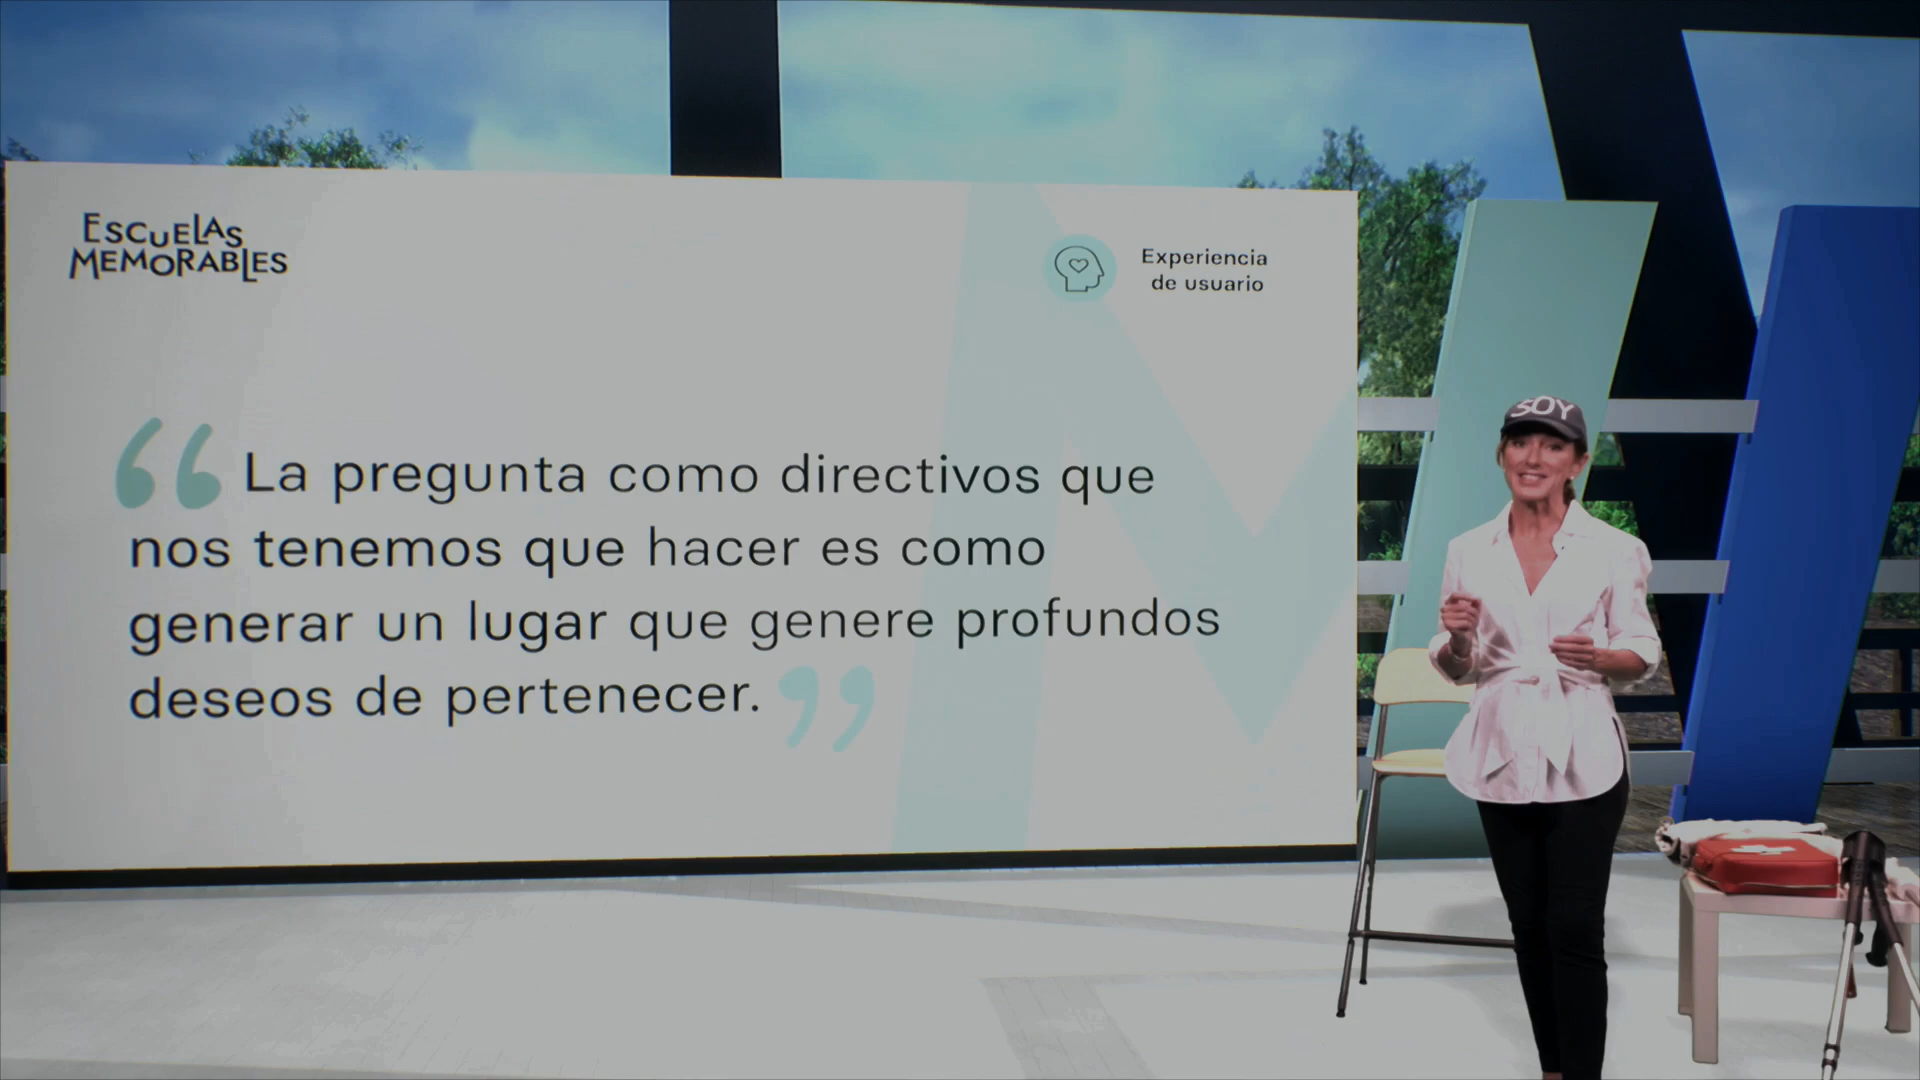 ESCUELAS
MEMORABLES
Experiencia
de usuario
“La pregunta como directivos que
nos tenemos que hacer es como
generar un lugar que genere profundos
deseos de pertenecer.”
SOY